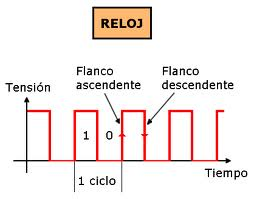 RELOJ
Flanco
ascendente
Flanco
descendente
Tensión
1 0
Tiempo
1 ciclo